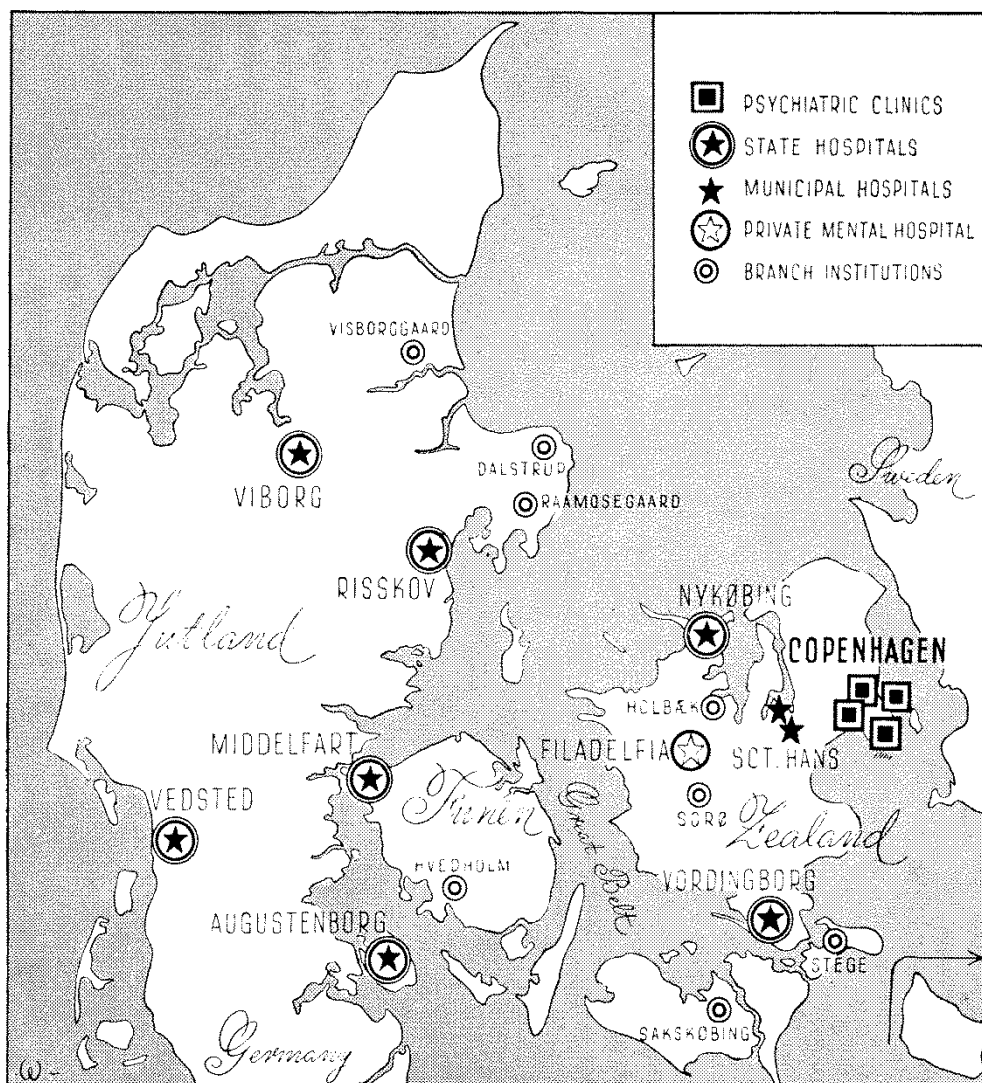 PSYCHIATRIC CLINICS
STATE HOSPITALS
MUNICIPAL HOSPITALS
PRIVATE MENTAL HOSPITAL
BRANCH INSTITUTIONS
VISBORGGAARD
DALSTRUP
Sweden
VIBORG
RAAMOSEGAARD
RISSKOV
NYKØBING
Jutland
COPENHAGEN
HOLBÆK
MIDDELFART
FILADELFIA
SCT. HANS
VEDSTED
Funen
Great Belt
SORØ
Zealand
HVEDHOLM
VORDINGBORG
AUGUSTENBORG
STEGE
SAKSKØBING
Germany
W-